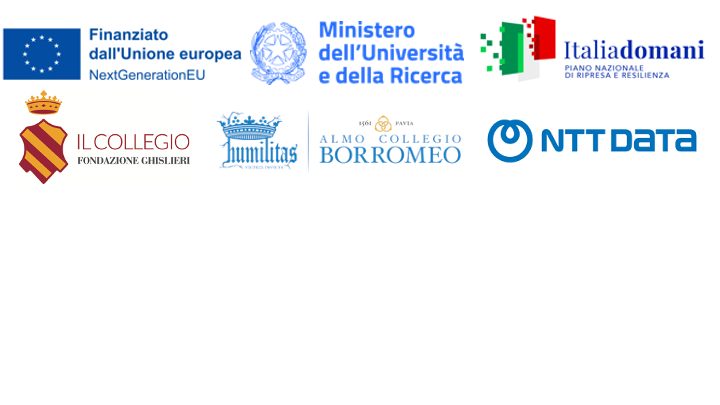 Finanziato
dall'Unione europea
NextGenerationEU
Ministero
dell'Università
e della Ricerca
Italiadomani
PIANO NAZIONALE
DI RIPRESA E RESILIENZA
IL COLLEGIO
FONDAZIONE GHISLIERI
humilitas
1561 PAVIA
ALMO COLLEGIO
BORROMEO
NTT DATA